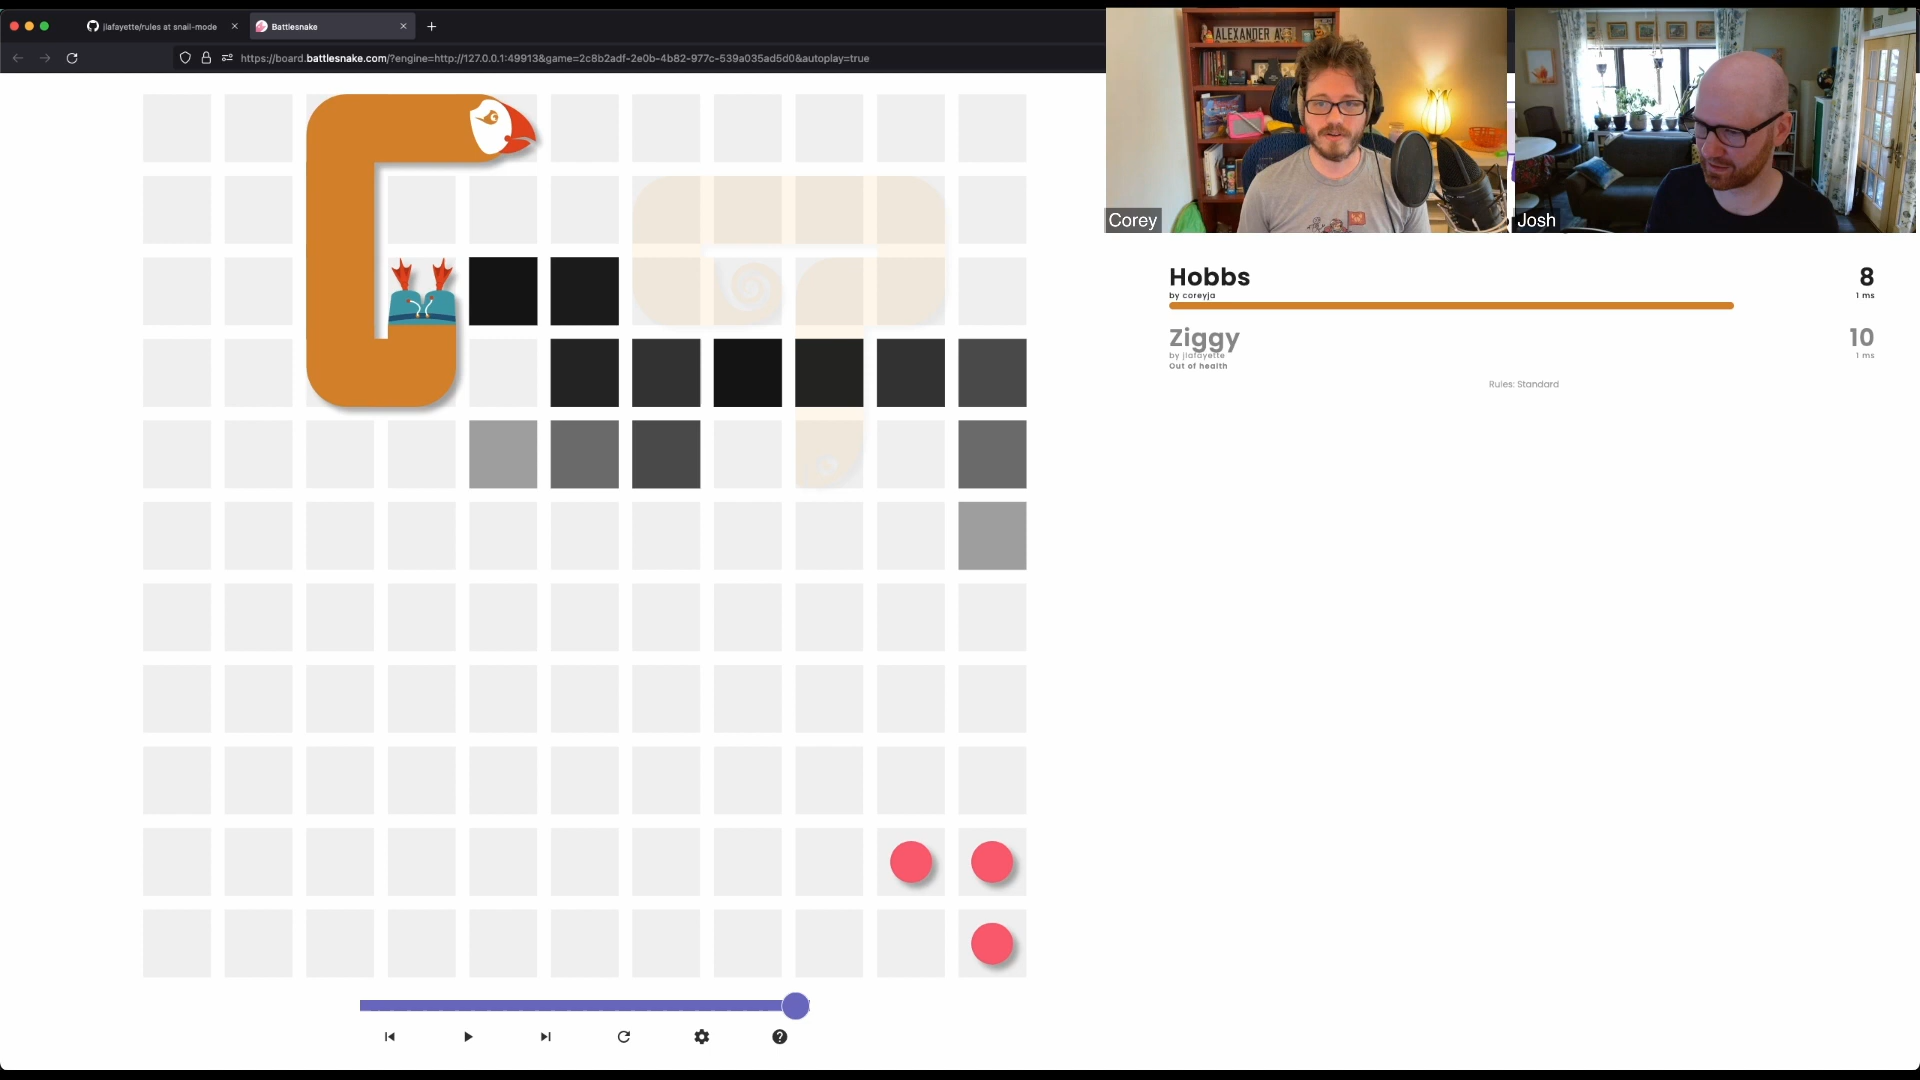 jlafayette/rules at snail-mode
Battlesnake
https://board.battlesnake.com/?engine=http://127.0.0.1:49913&game=2c8b2adf-2e0b-4b82-977c-539a035ad5d0&autoplay=true
ALEXANDER A
Corey
Josh
Hobbs
8
by coreyja
1 ms
Ziggy
10
by jlafayette
1 ms
Out of health
Rules: Standard